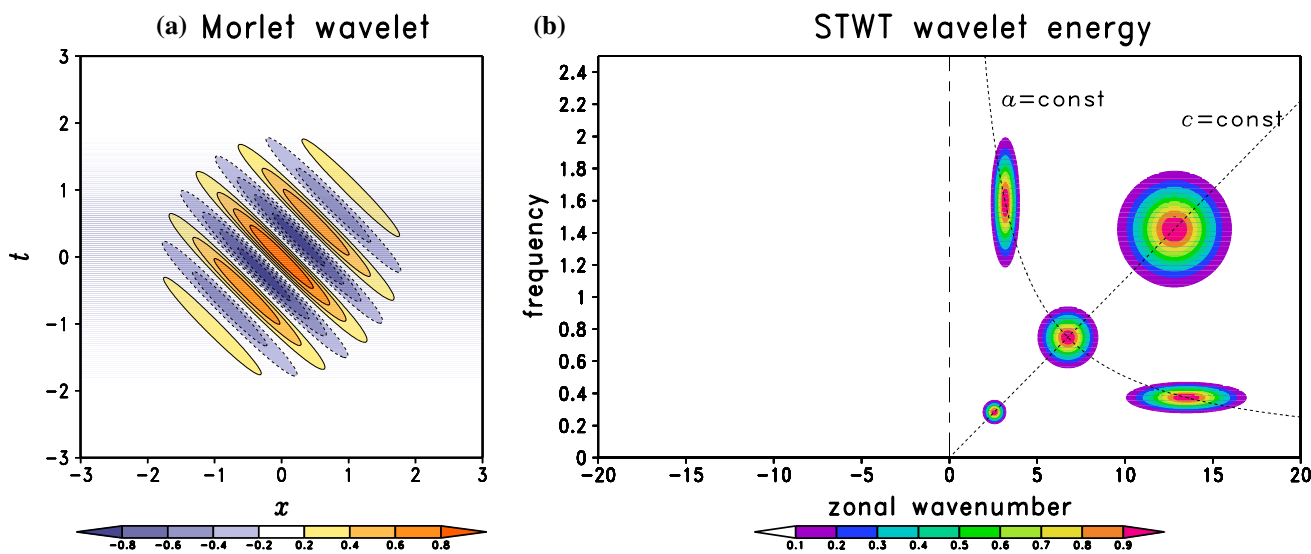 (a) Morlet wavelet
3
2
1
0
−1
−2
−3
t
−3 −2 −1 0 1 2 3
x
−0.8 −0.6 −0.4 −0.2 0.2 0.4 0.6 0.8
(b) STWT wavelet energy
2.4
2.2
2
1.8
1.6
1.4
1.2
1
0.8
0.6
0.4
0.2
0
frequency
a=const
c=const
−20 −15 −10 −5 0 5 10 15 20
zonal wavenumber
0.1 0.2 0.3 0.4 0.5 0.6 0.7 0.8 0.9